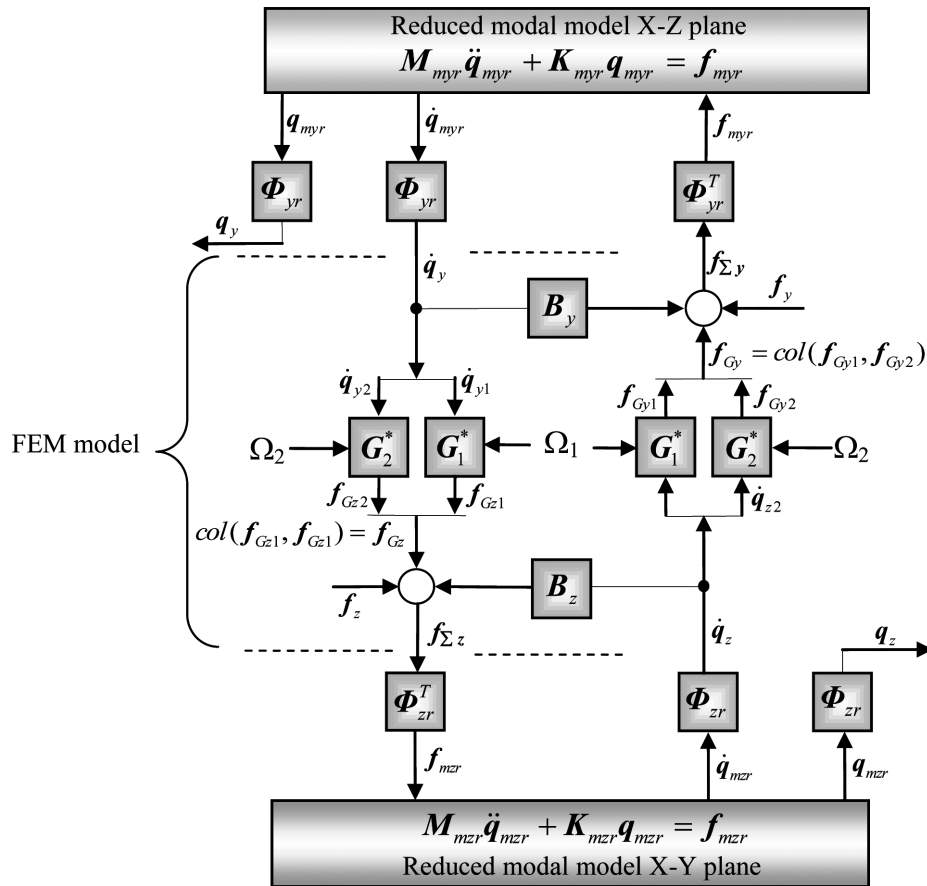 Reduced modal model X-Z plane
M_myr q̈_myr + K_myr q_myr = f_myr
q_myr
q̇_myr
f_myr
Φ_yr
Φ_yr
Φ_yr^T
q_y
q̇_y
f_Σy
B_y
f_y
f_Gy = col(f_Gy1, f_Gy2)
q̇_y2
q̇_y1
f_Gy1
f_Gy2
FEM model
Ω_2
G_2^*
G_1^*
Ω_1
G_1^*
G_2^*
Ω_2
f_Gz2
f_Gz1
q̇_z2
col(f_Gz1, f_Gz1) = f_Gz
B_z
f_z
f_Σz
q̇_z
q_z
Φ_zr^T
Φ_zr
Φ_zr
f_mzr
q̇_mzr
q_mzr
M_mzr q̈_mzr + K_mzr q_mzr = f_mzr
Reduced modal model X-Y plane